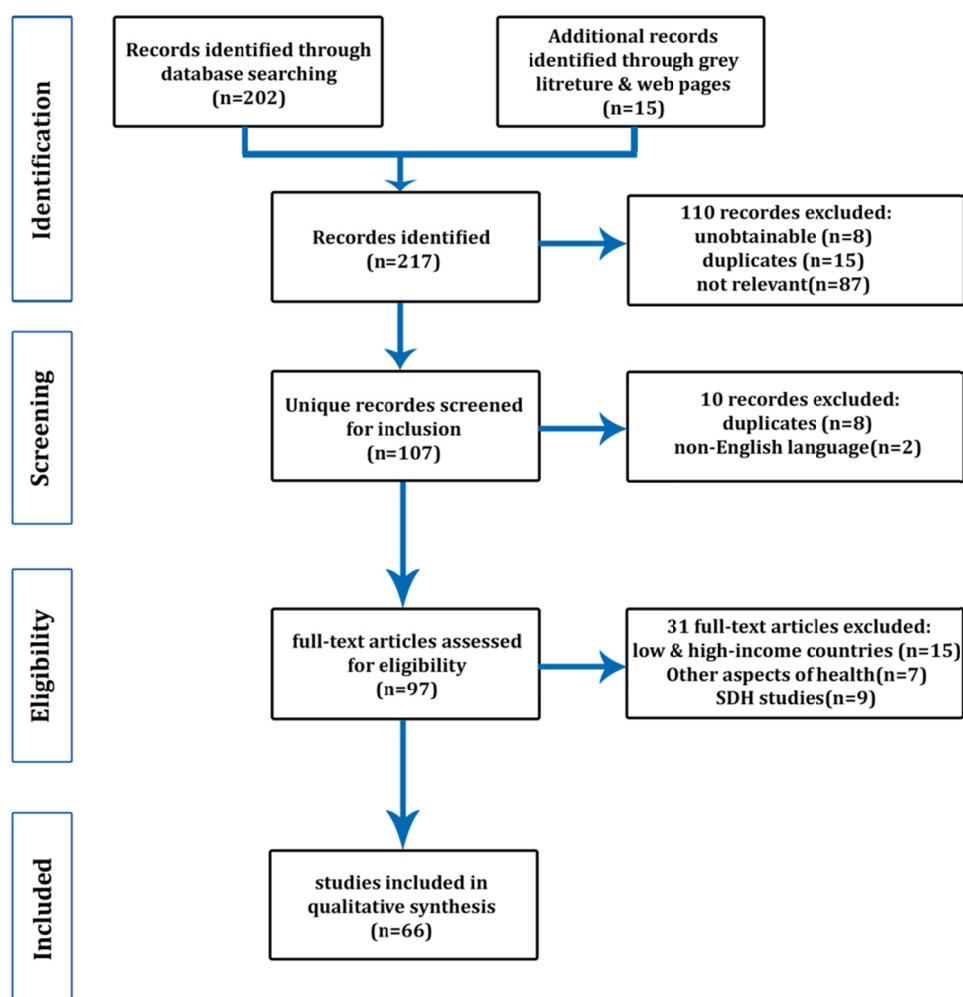 Identification
Records identified through
database searching
(n=202)
Additional records
identified through grey
litreture & web pages
(n=15)
Recordes identified
(n=217)
110 recordes excluded:
unobtainable (n=8)
duplicates (n=15)
not relevant(n=87)
Screening
Unique recordes screened
for inclusion
(n=107)
10 recordes excluded:
duplicates (n=8)
non-English language(n=2)
Eligibility
full-text articles assessed
for eligibility
(n=97)
31 full-text articles excluded:
low & high-income countries (n=15)
Other aspects of health(n=7)
SDH studies(n=9)
Included
studies included in
qualitative synthesis
(n=66)